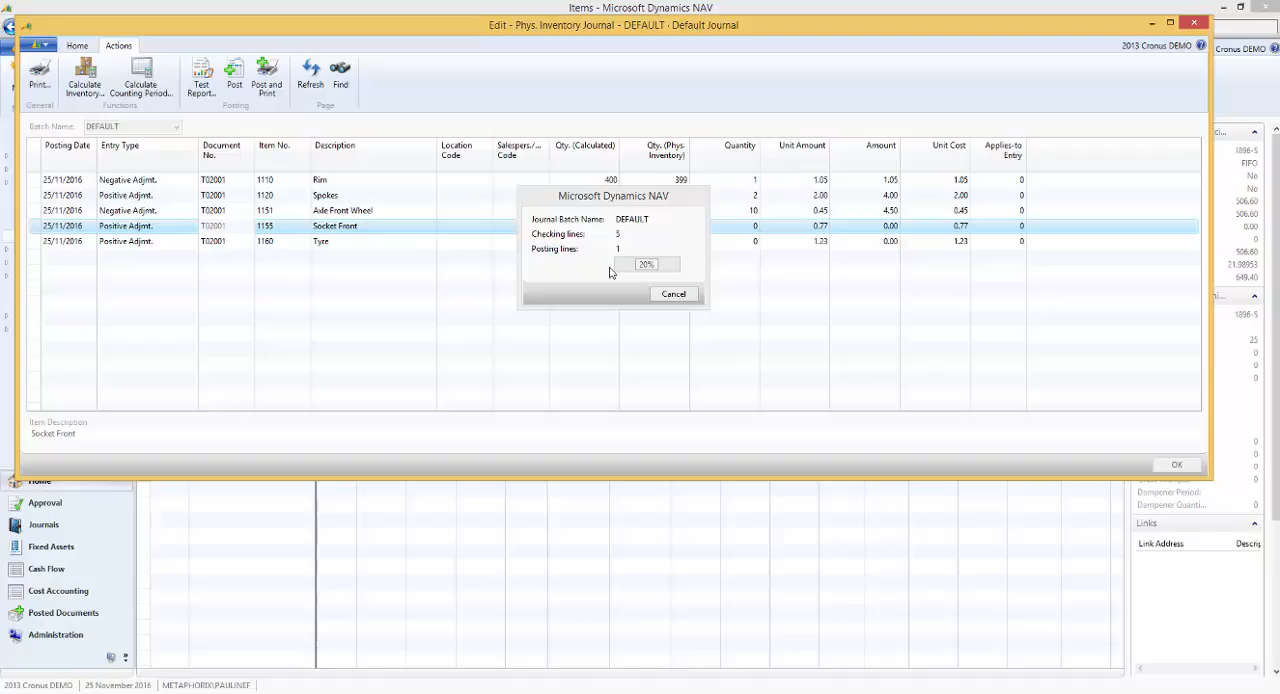 Items - Microsoft Dynamics NAV
Edit - Phys. Inventory Journal - DEFAULT · Default Journal
Home Actions
2013 Cronus DEMO
Cronus DEMO
Print... Calculate Inventory... Calculate Counting Period... Test Report... Post Post and Print Refresh Find
General Functions Posting Page
Batch Name: DEFAULT
Posting Date Entry Type Document No. Item No. Description Location Code Salespers./... Code Qty. (Calculated) Qty. (Phys. Inventory) Quantity Unit Amount Amount Unit Cost Applies-to Entry
25/11/2016 Negative Adjmt. T02001 1110 Rim 400 399 1 1.05 1.05 1.05 0
25/11/2016 Positive Adjmt. T02001 1120 Spokes 2 2.00 4.00 2.00 0
25/11/2016 Negative Adjmt. T02001 1151 Axle Front Wheel 10 0.45 4.50 0.45 0
25/11/2016 Positive Adjmt. T02001 1155 Socket Front 0 0.77 0.00 0.77 0
25/11/2016 Positive Adjmt. T02001 1160 Tyre 0 1.23 0.00 1.23 0
Microsoft Dynamics NAV
Journal Batch Name: DEFAULT
Checking lines: 5
Posting lines: 1
20%
Cancel
Item Description
Socket Front
OK
1896-S
FIFO
No
No
506.60
506.60
0.00
0
506.60
21.98953
649.40
1896-S
25
0
0
0
0
0
0
0
Dampener Period:
Dampener Quanti... 0
Links
Link Address Descrip
Home
Approval
Journals
Fixed Assets
Cash Flow
Cost Accounting
Posted Documents
Administration
2013 Cronus DEMO 25 November 2016 METAPHORIX\PAULINEF